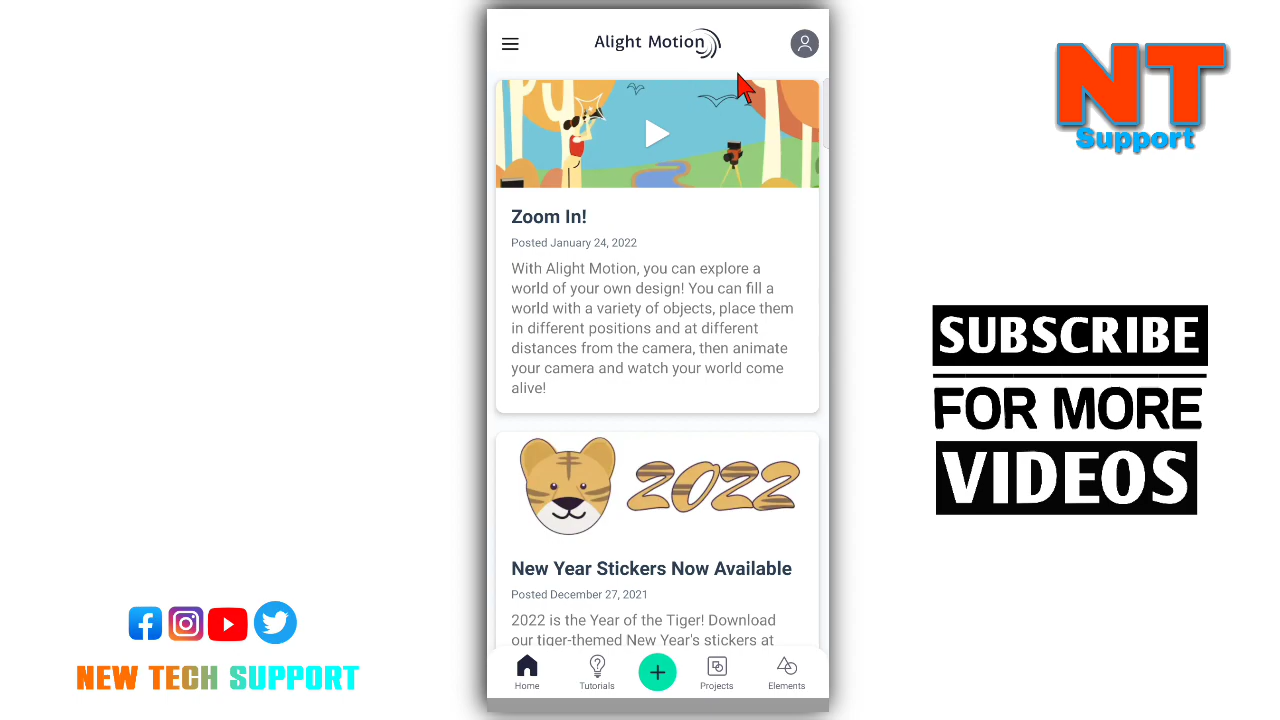 Alight Motion
Zoom In!
Posted January 24, 2022
With Alight Motion, you can explore a
world of your own design! You can fill a
world with a variety of objects, place them
in different positions and at different
distances from the camera, then animate
your camera and watch your world come
alive!
2022
New Year Stickers Now Available
Posted December 27, 2021
2022 is the Year of the Tiger! Download
our tiger-themed New Year's stickers at
Home
Tutorials
Projects
Elements
NT
Support
SUBSCRIBE
FOR MORE
VIDEOS
NEW TECH SUPPORT